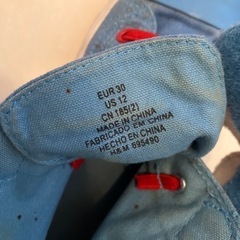 EUR 30
US 12
CN 185(2)
MADE IN CHINA
FABRICADO EM CHINA
HECHO EN CHINA
H&M 695490